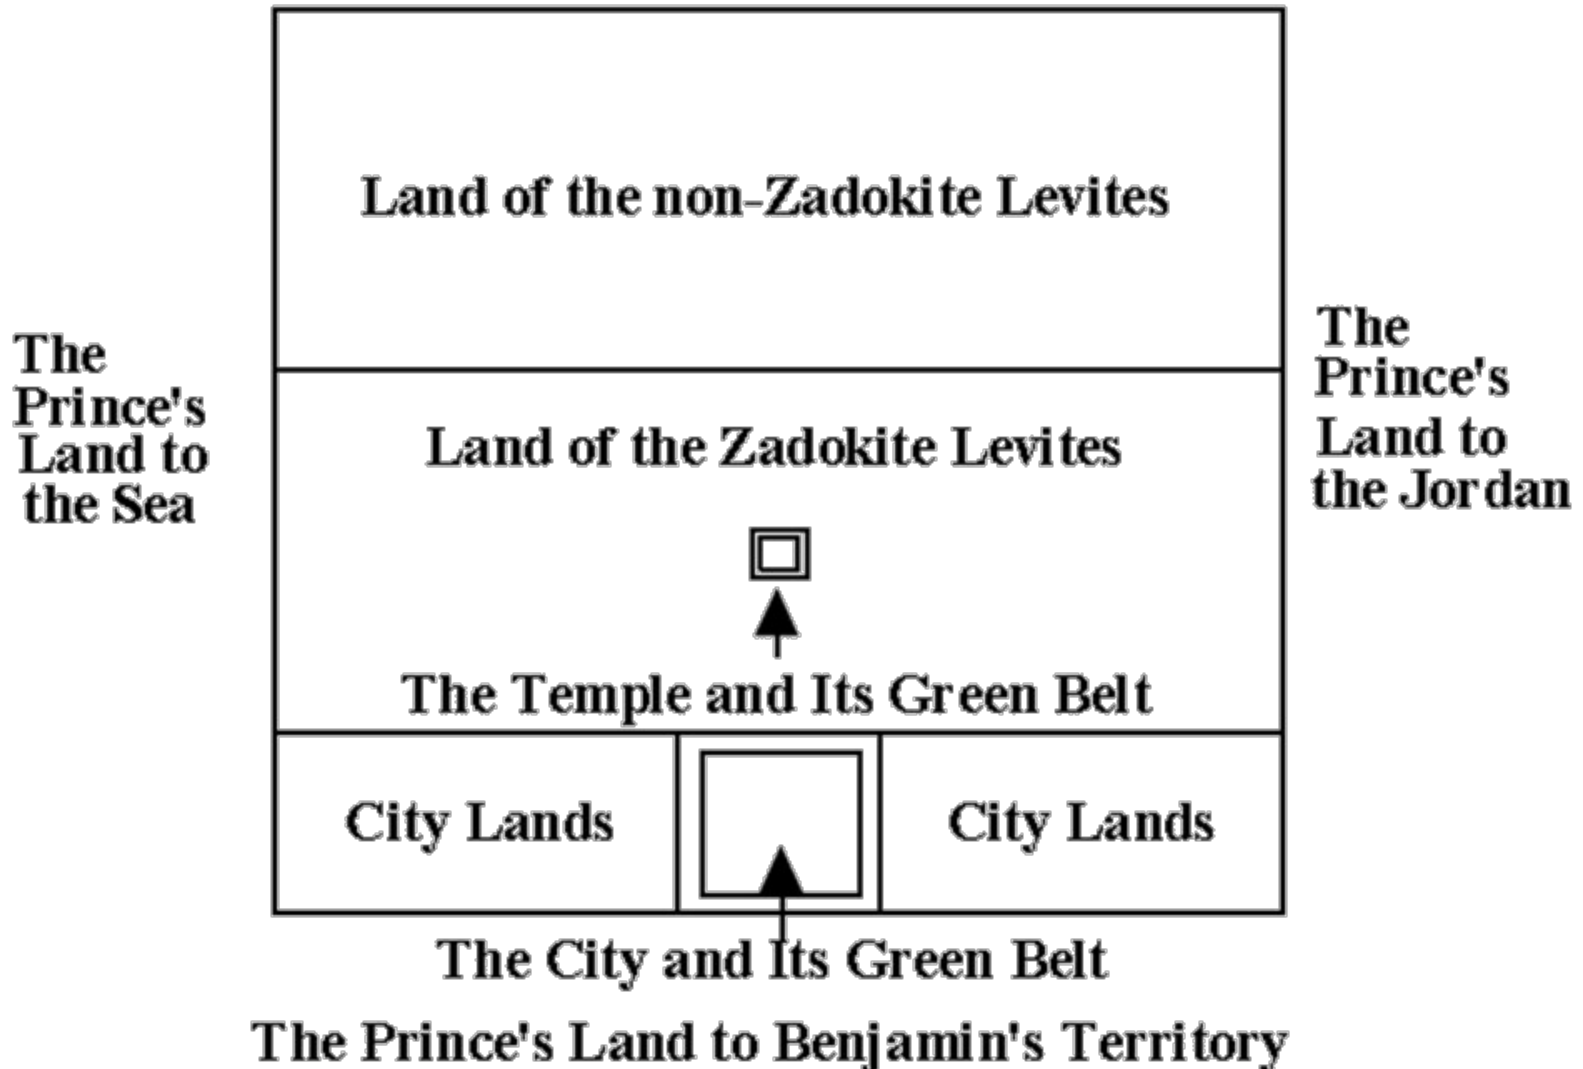 Land of the non-Zadokite Levites
The
Prince's
Land to
the Sea
The
Prince's
Land to
the Jordan
Land of the Zadokite Levites
The Temple and Its Green Belt
City Lands
City Lands
The City and Its Green Belt
The Prince's Land to Benjamin's Territory